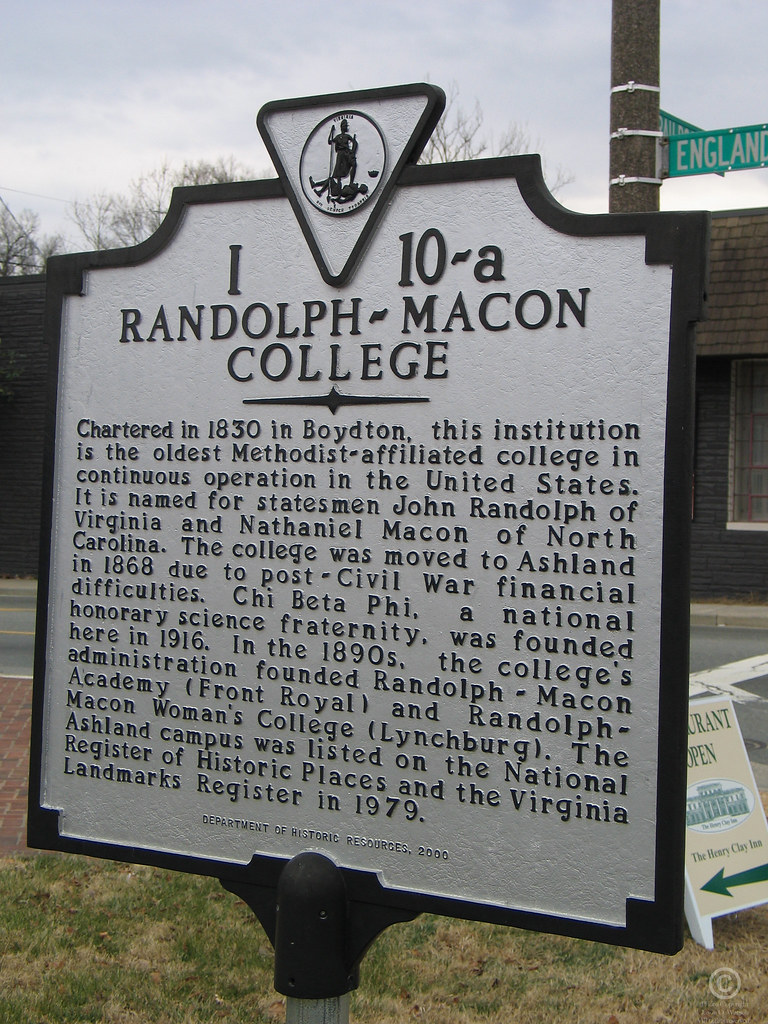 VIRGINIA
SIC SEMPER TYRANNIS
I 10-a
RANDOLPH-MACON
COLLEGE
Chartered in 1830 in Boydton, this institution
is the oldest Methodist-affiliated college in
continuous operation in the United States.
It is named for statesmen John Randolph of
Virginia and Nathaniel Macon of North
Carolina. The college was moved to Ashland
in 1868 due to post-Civil War financial
difficulties. Chi Beta Phi, a national
honorary science fraternity, was founded
here in 1916. In the 1890s, the college's
administration founded Randolph-Macon
Academy (Front Royal) and Randolph-
Macon Woman's College (Lynchburg). The
Ashland campus was listed on the National
Register of Historic Places and the Virginia
Landmarks Register in 1979.
DEPARTMENT OF HISTORIC RESOURCES, 2000
ENGLAND
URANT
OPEN
The Henry Clay Inn
©